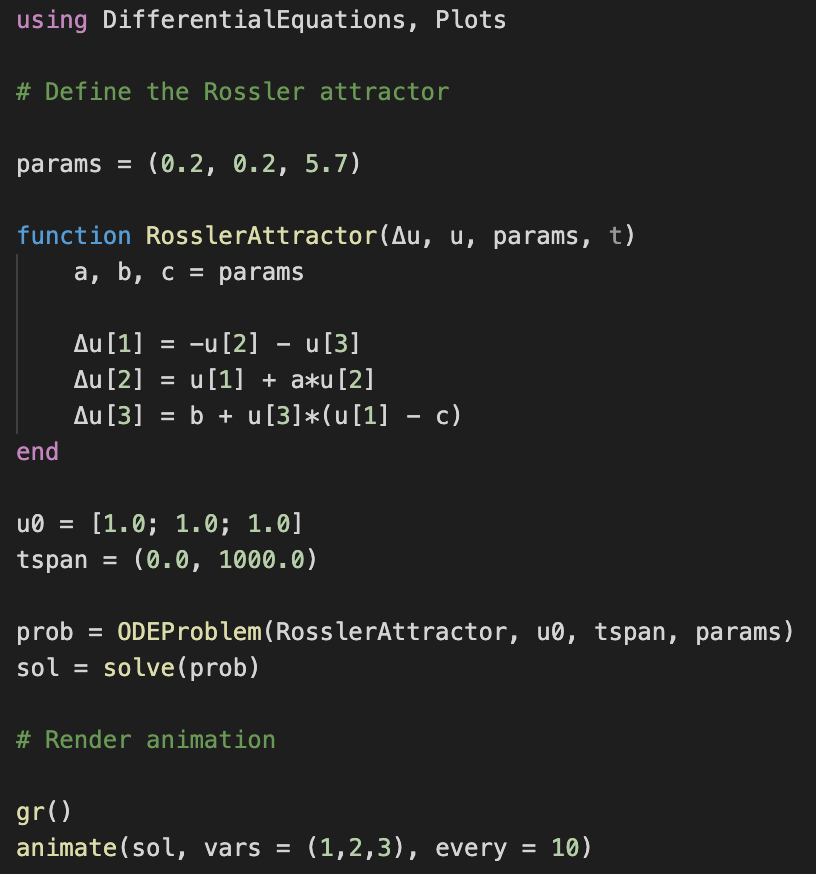 using DifferentialEquations, Plots
# Define the Rossler attractor
params = (0.2, 0.2, 5.7)
function RosslerAttractor(Δu, u, params, t)
    a, b, c = params
    Δu[1] = -u[2] - u[3]
    Δu[2] = u[1] + a*u[2]
    Δu[3] = b + u[3]*(u[1] - c)
end
u0 = [1.0; 1.0; 1.0]
tspan = (0.0, 1000.0)
prob = ODEProblem(RosslerAttractor, u0, tspan, params)
sol = solve(prob)
# Render animation
gr()
animate(sol, vars = (1,2,3), every = 10)